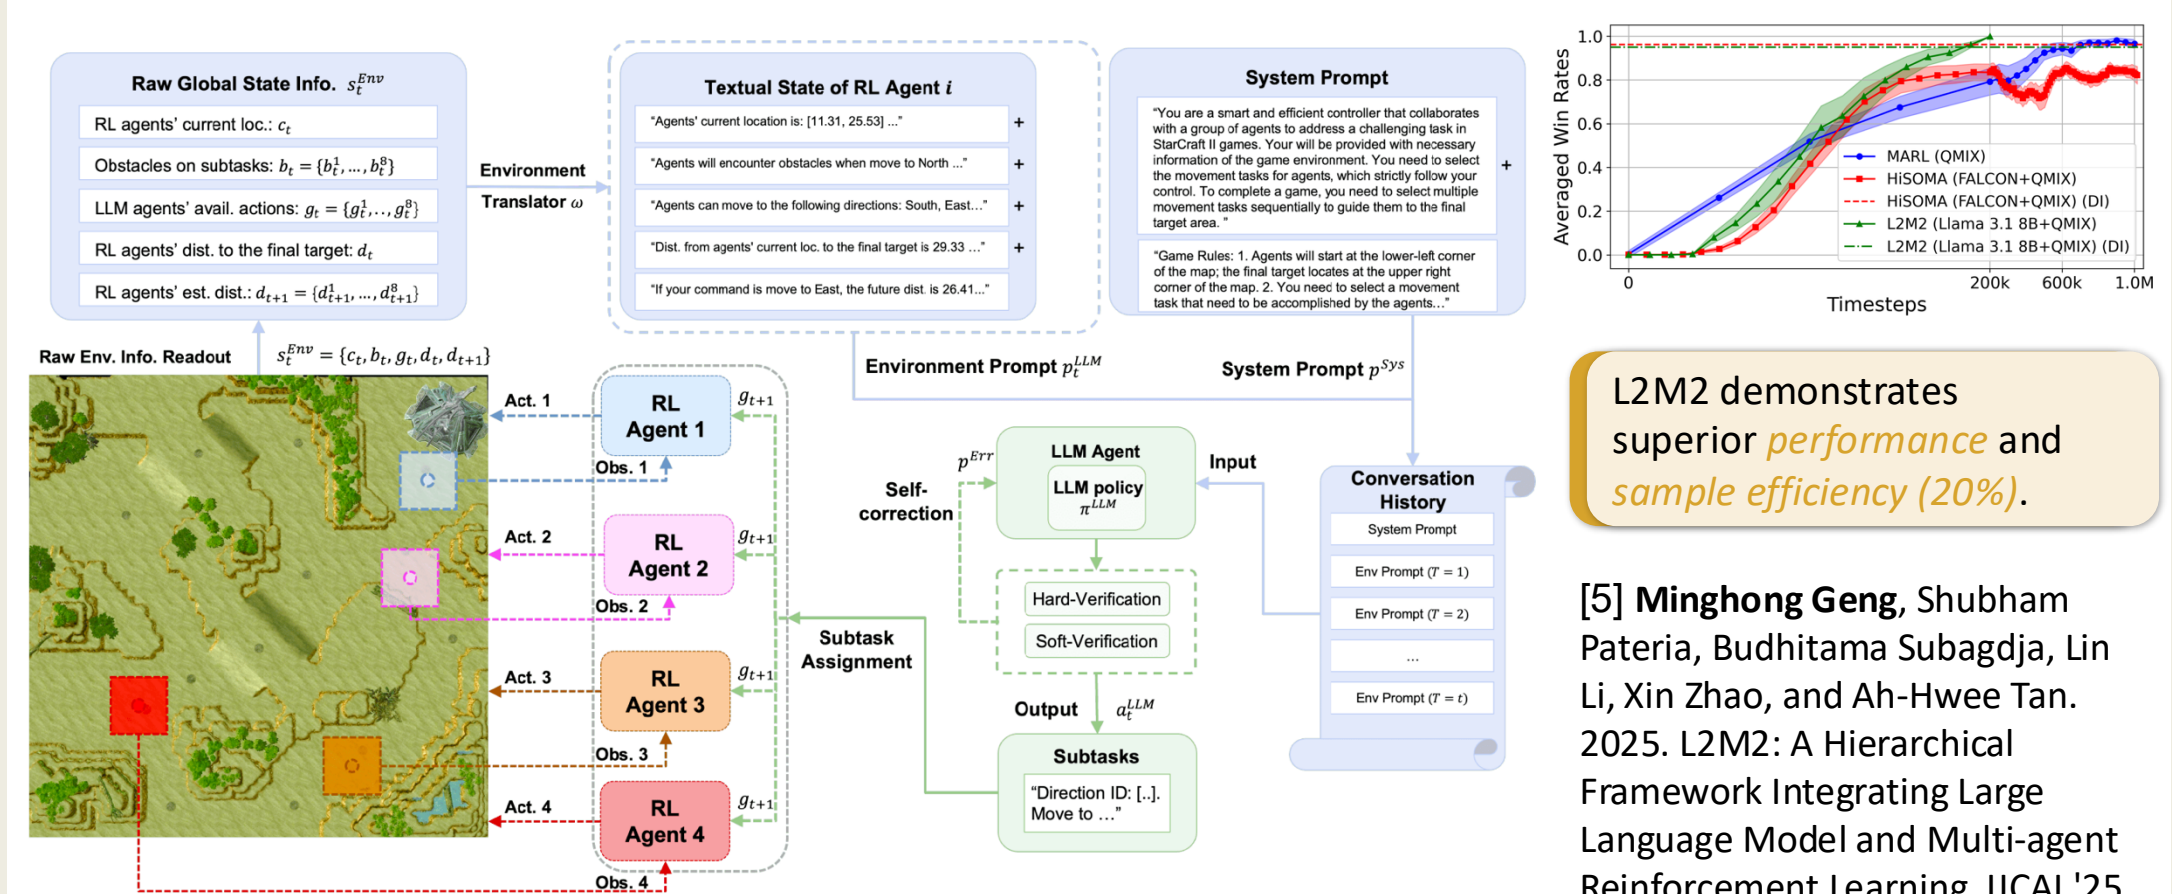 Raw Global State Info. s_t^{Env}
RL agents' current loc.: c_t
Obstacles on subtasks: b_t = {b_t^1, ..., b_t^8}
LLM agents' avail. actions: g_t = {g_t^1, . . , g_t^8}
RL agents' dist. to the final target: d_t
RL agents' est. dist.: d_{t+1} = {d_{t+1}^1, ..., d_{t+1}^8}
Raw Env. Info. Readout
s_t^{Env} = {c_t, b_t, g_t, d_t, d_{t+1}}
Environment
Translator ω
Textual State of RL Agent i
"Agents' current location is: [11.31, 25.53] ..."
+
"Agents will encounter obstacles when move to North ..."
+
"Agents can move to the following directions: South, East..."
+
"Dist. from agents' current loc. to the final target is 29.33 ..."
+
"If your command is move to East, the future dist. is 26.41..."
System Prompt
"You are a smart and efficient controller that collaborates
with a group of agents to address a challenging task in
StarCraft II games. Your will be provided with necessary
information of the game environment. You need to select
the movement tasks for agents, which strictly follow your
control. To complete a game, you need to select multiple
movement tasks sequentially to guide them to the final
target area. "
+
"Game Rules: 1. Agents will start at the lower-left corner
of the map; the final target locates at the upper right
corner of the map. 2. You need to select a movement
task that need to be accomplished by the agents..."
Environment Prompt p_t^{LLM}
System Prompt p^{Sys}
Act. 1
Obs. 1
RL
Agent 1
g_{t+1}
Act. 2
Obs. 2
RL
Agent 2
g_{t+1}
Act. 3
Obs. 3
RL
Agent 3
g_{t+1}
Act. 4
Obs. 4
RL
Agent 4
g_{t+1}
Subtask
Assignment
p^{Err}
Self-
correction
LLM Agent
LLM policy
π^{LLM}
Input
Hard-Verification
Soft-Verification
Output
a_t^{LLM}
Subtasks
"Direction ID: [..].
Move to ..."
Conversation
History
System Prompt
Env Prompt (T = 1)
Env Prompt (T = 2)
...
Env Prompt (T = t)
Averaged Win Rates
1.0
0.8
0.6
0.4
0.2
0.0
MARL (QMIX)
HiSOMA (FALCON+QMIX)
HiSOMA (FALCON+QMIX) (DI)
L2M2 (Llama 3.1 8B+QMIX)
L2M2 (Llama 3.1 8B+QMIX) (DI)
0
200k
600k
1.0M
Timesteps
L2M2 demonstrates
superior performance and
sample efficiency (20%).
[5] Minghong Geng, Shubham
Pateria, Budhitama Subagdja, Lin
Li, Xin Zhao, and Ah-Hwee Tan.
2025. L2M2: A Hierarchical
Framework Integrating Large
Language Model and Multi-agent
Reinforcement Learning. IJCAI '25